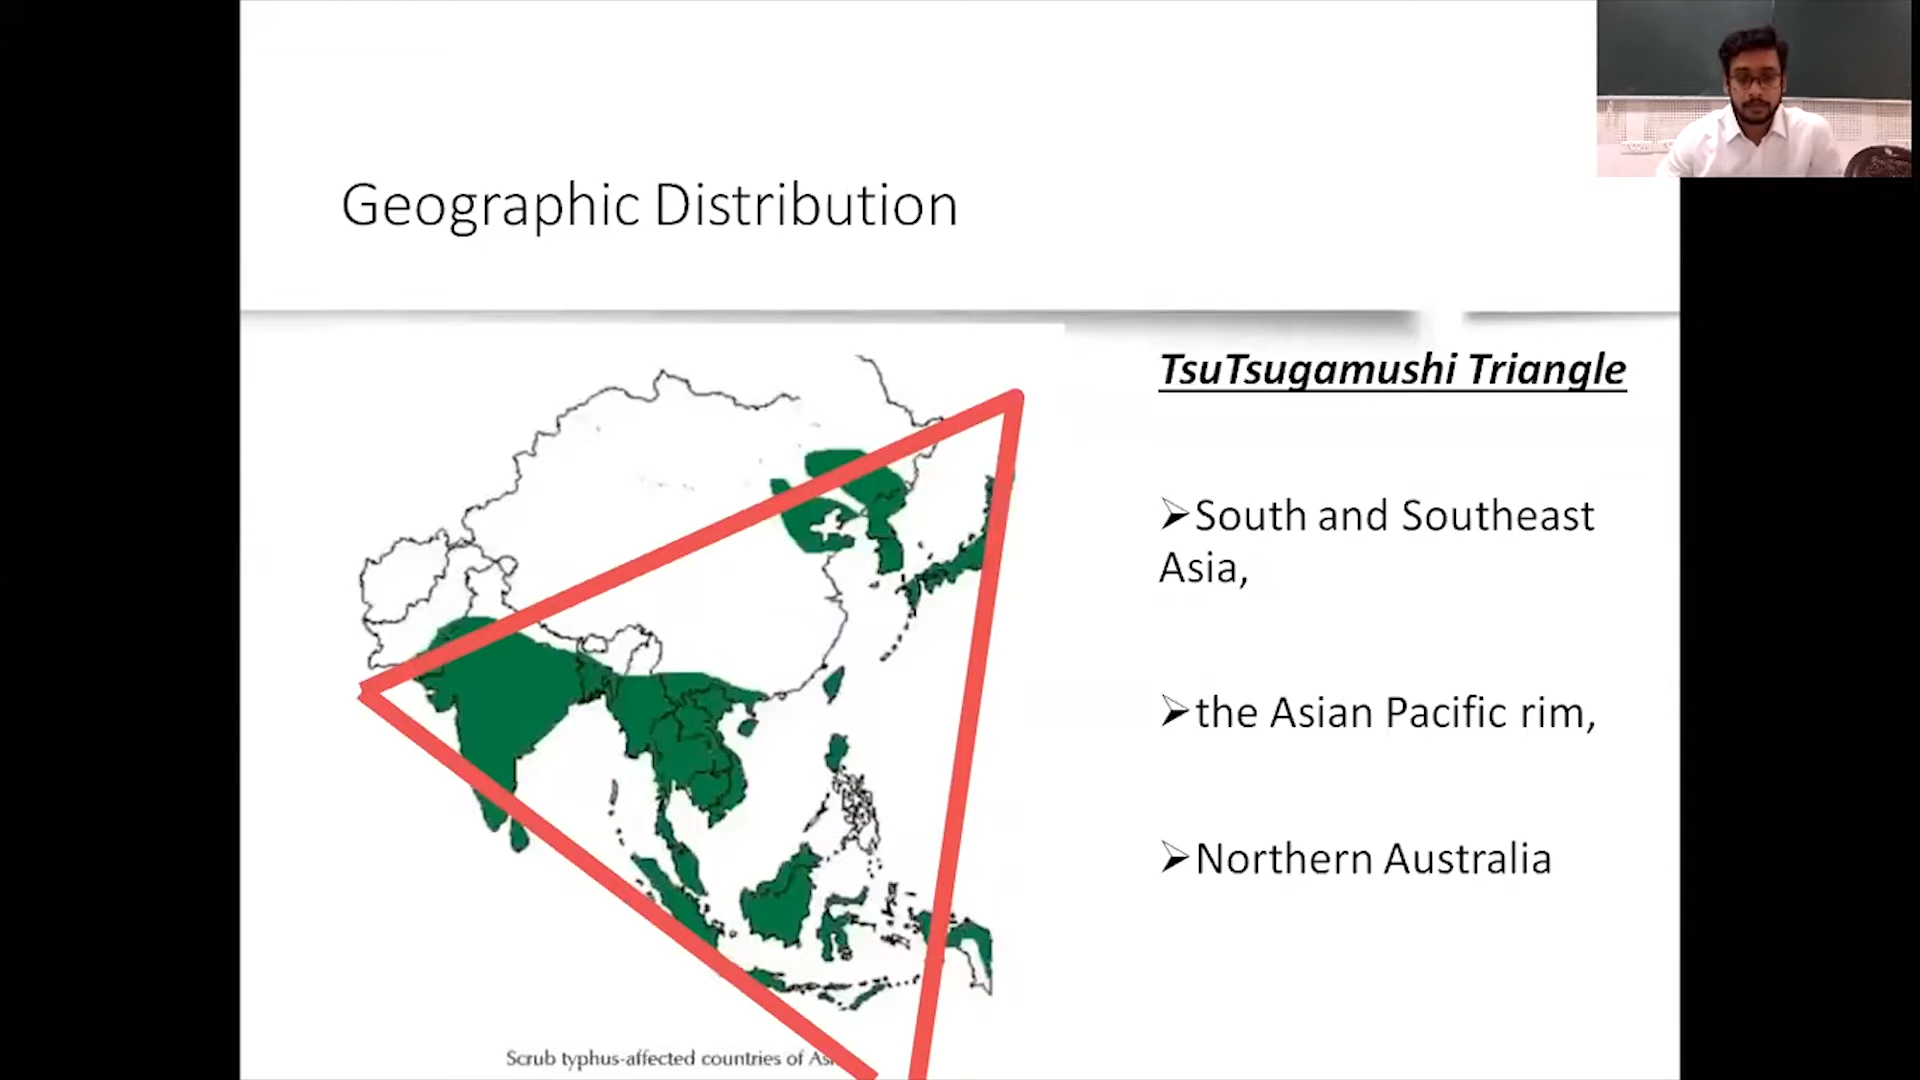 Geographic Distribution
TsuTsugamushi Triangle
➢South and Southeast
Asia,
➢the Asian Pacific rim,
➢Northern Australia
Scrub typhus-affected countries of